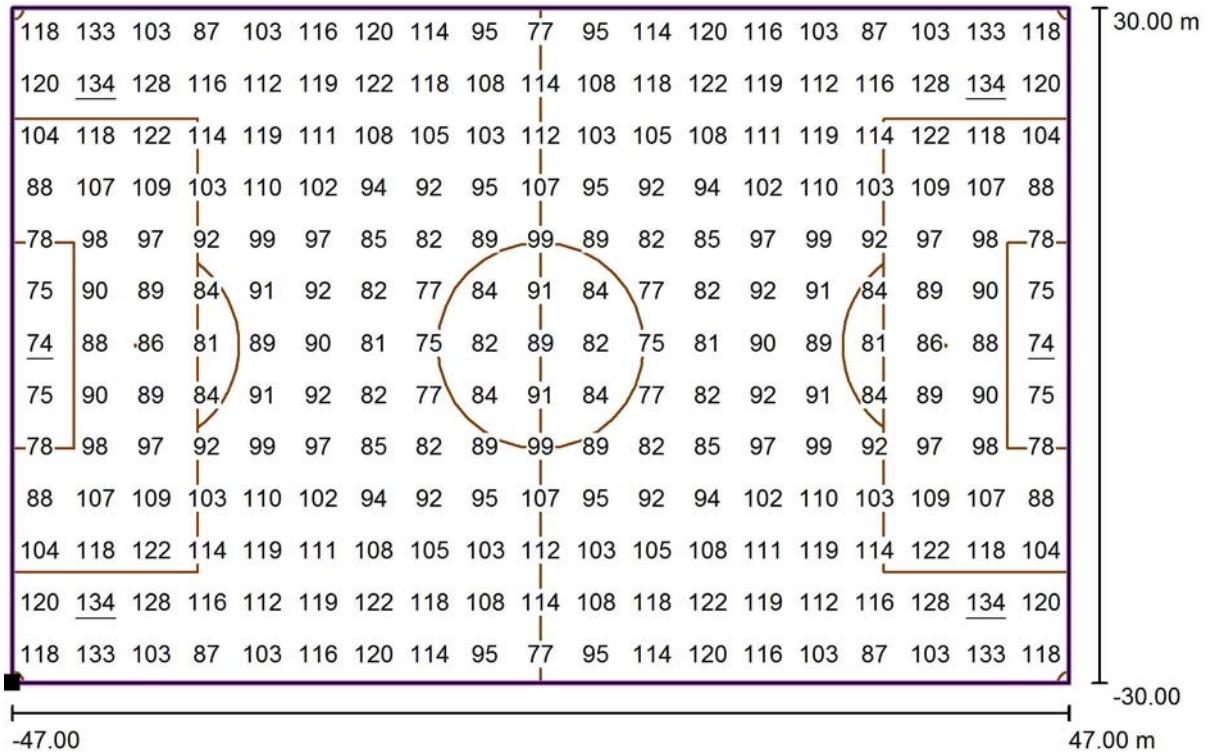 118 133 103 87 103 116 120 114 95 77 95 114 120 116 103 87 103 133 118 30.00 m
120 134 128 116 112 119 122 118 108 114 108 118 122 119 112 116 128 134 120
104 118 122 114 119 111 108 105 103 112 103 105 108 111 119 114 122 118 104
88 107 109 103 110 102 94 92 95 107 95 92 94 102 110 103 109 107 88
78 98 97 92 99 97 85 82 89 99 89 82 85 97 99 92 97 98 78
75 90 89 84 91 92 82 77 84 91 84 77 82 92 91 84 89 90 75
74 88 86 81 89 90 81 75 82 89 82 75 81 90 89 81 86 88 74
75 90 89 84 91 92 82 77 84 91 84 77 82 92 91 84 89 90 75
78 98 97 92 99 97 85 82 89 99 89 82 85 97 99 92 97 98 78
88 107 109 103 110 102 94 92 95 107 95 92 94 102 110 103 109 107 88
104 118 122 114 119 111 108 105 103 112 103 105 108 111 119 114 122 118 104
120 134 128 116 112 119 122 118 108 114 108 118 122 119 112 116 128 134 120
118 133 103 87 103 116 120 114 95 77 95 114 120 116 103 87 103 133 118
-30.00
-47.00 47.00 m